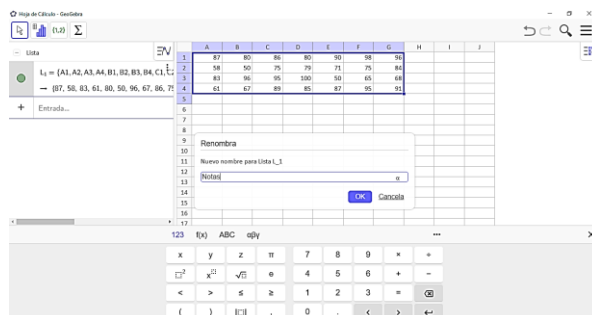 Hoja de Cálculo - GeoGebra
{1,2} Σ
Lista
L₁ = {A1, A2, A3, A4, B1, B2, B3, B4, C1, C2
→ {87, 58, 83, 61, 80, 50, 96, 67, 86, 75
+ Entrada...
A B C D E F G H I J
1 87 80 86 80 90 98 96
2 58 50 75 79 71 75 84
3 83 96 95 100 50 65 68
4 61 67 89 85 87 95 91
5
6
7
8
9
10
11
12
13
14
15
16
17
Renombra
Nuevo nombre para Lista L_1
Notas α
OK Cancela
123 f(x) ABC αβγ ...
x y z π 7 8 9 × ÷
□² x□ √□ e 4 5 6 + −
< > ≤ ≥ 1 2 3 =
( ) |□| , 0 . < >